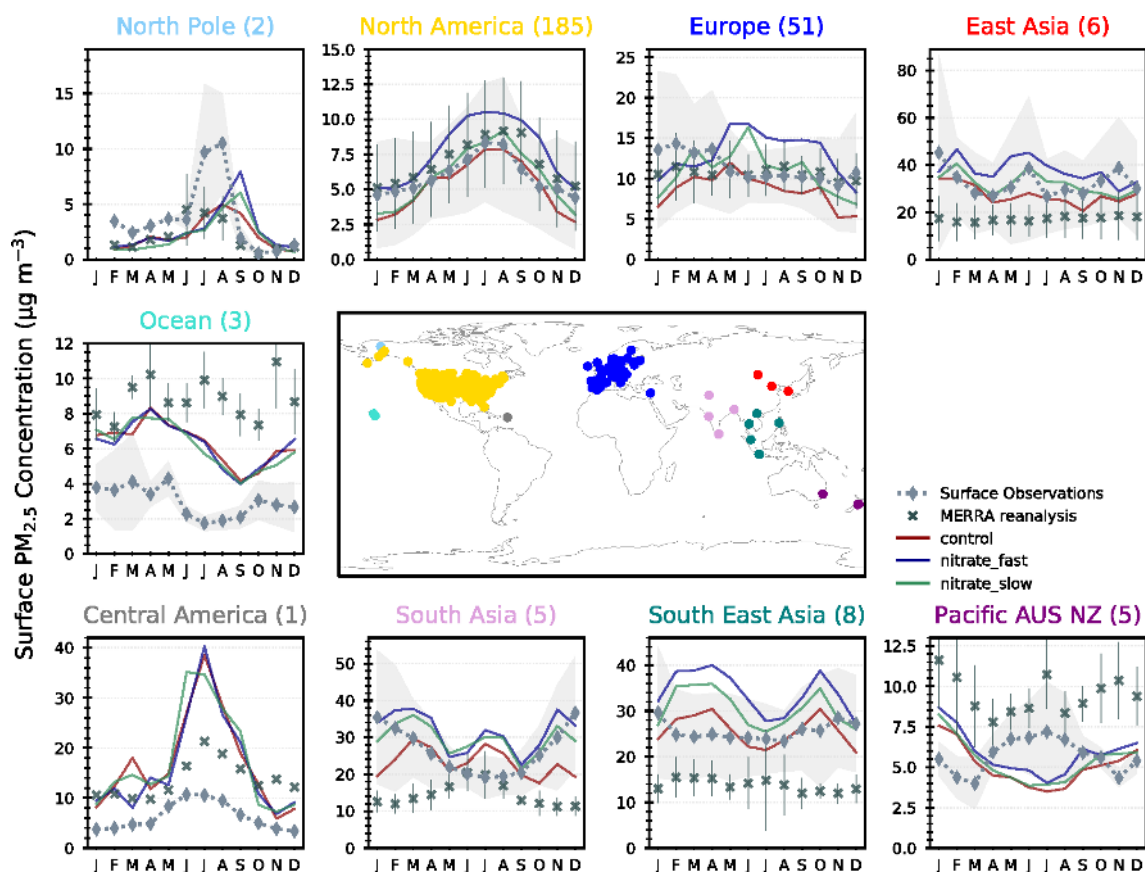 North Pole (2)
North America (185)
Europe (51)
East Asia (6)
15
10
5
0
J F M A M J J A S O N D
15.0
12.5
10.0
7.5
5.0
2.5
0.0
J F M A M J J A S O N D
25
20
15
10
5
0
J F M A M J J A S O N D
80
60
40
20
0
J F M A M J J A S O N D
Surface PM2.5 Concentration (μg m−3)
Ocean (3)
12
10
8
6
4
2
0
J F M A M J J A S O N D
Surface Observations
MERRA reanalysis
control
nitrate_fast
nitrate_slow
Central America (1)
South Asia (5)
South East Asia (8)
Pacific AUS NZ (5)
40
30
20
10
0
J F M A M J J A S O N D
50
40
30
20
10
0
J F M A M J J A S O N D
40
30
20
10
0
J F M A M J J A S O N D
12.5
10.0
7.5
5.0
2.5
0.0
J F M A M J J A S O N D